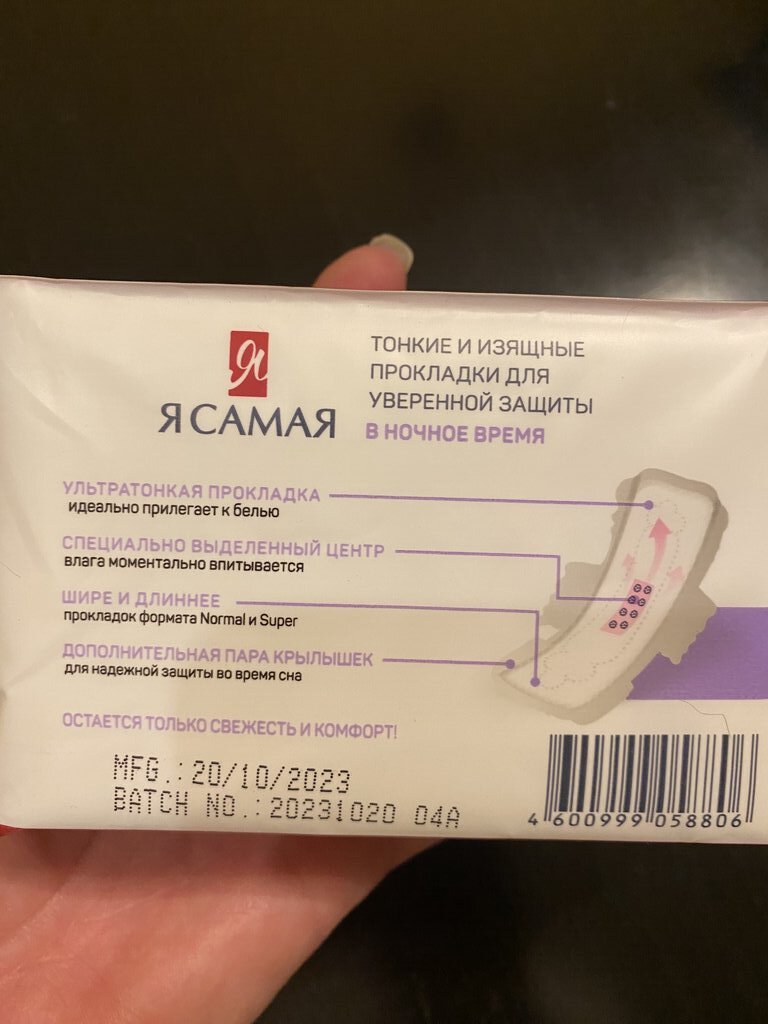 Я
Я САМАЯ
ТОНКИЕ И ИЗЯЩНЫЕ
ПРОКЛАДКИ ДЛЯ
УВЕРЕННОЙ ЗАЩИТЫ
В НОЧНОЕ ВРЕМЯ
УЛЬТРАТОНКАЯ ПРОКЛАДКА
идеально прилегает к белью
СПЕЦИАЛЬНО ВЫДЕЛЕННЫЙ ЦЕНТР
влага моментально впитывается
ШИРЕ И ДЛИННЕЕ
прокладок формата Normal и Super
ДОПОЛНИТЕЛЬНАЯ ПАРА КРЫЛЫШЕК
для надежной защиты во время сна
ОСТАЕТСЯ ТОЛЬКО СВЕЖЕСТЬ И КОМФОРТ!
MFG.: 20/10/2023
BATCH NO.: 20231020 04A
4 600999 058806